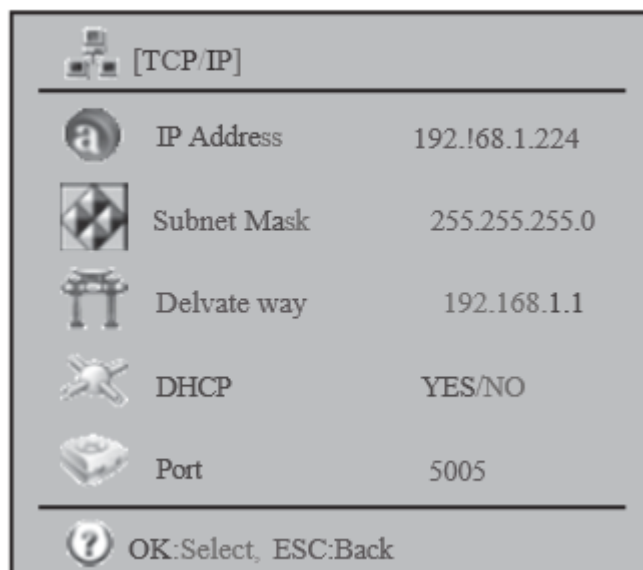 [TCP/IP]
IP Address 192.!68.1.224
Subnet Mask 255.255.255.0
Delvate way 192.168.1.1
DHCP YES/NO
Port 5005
? OK:Select, ESC:Back